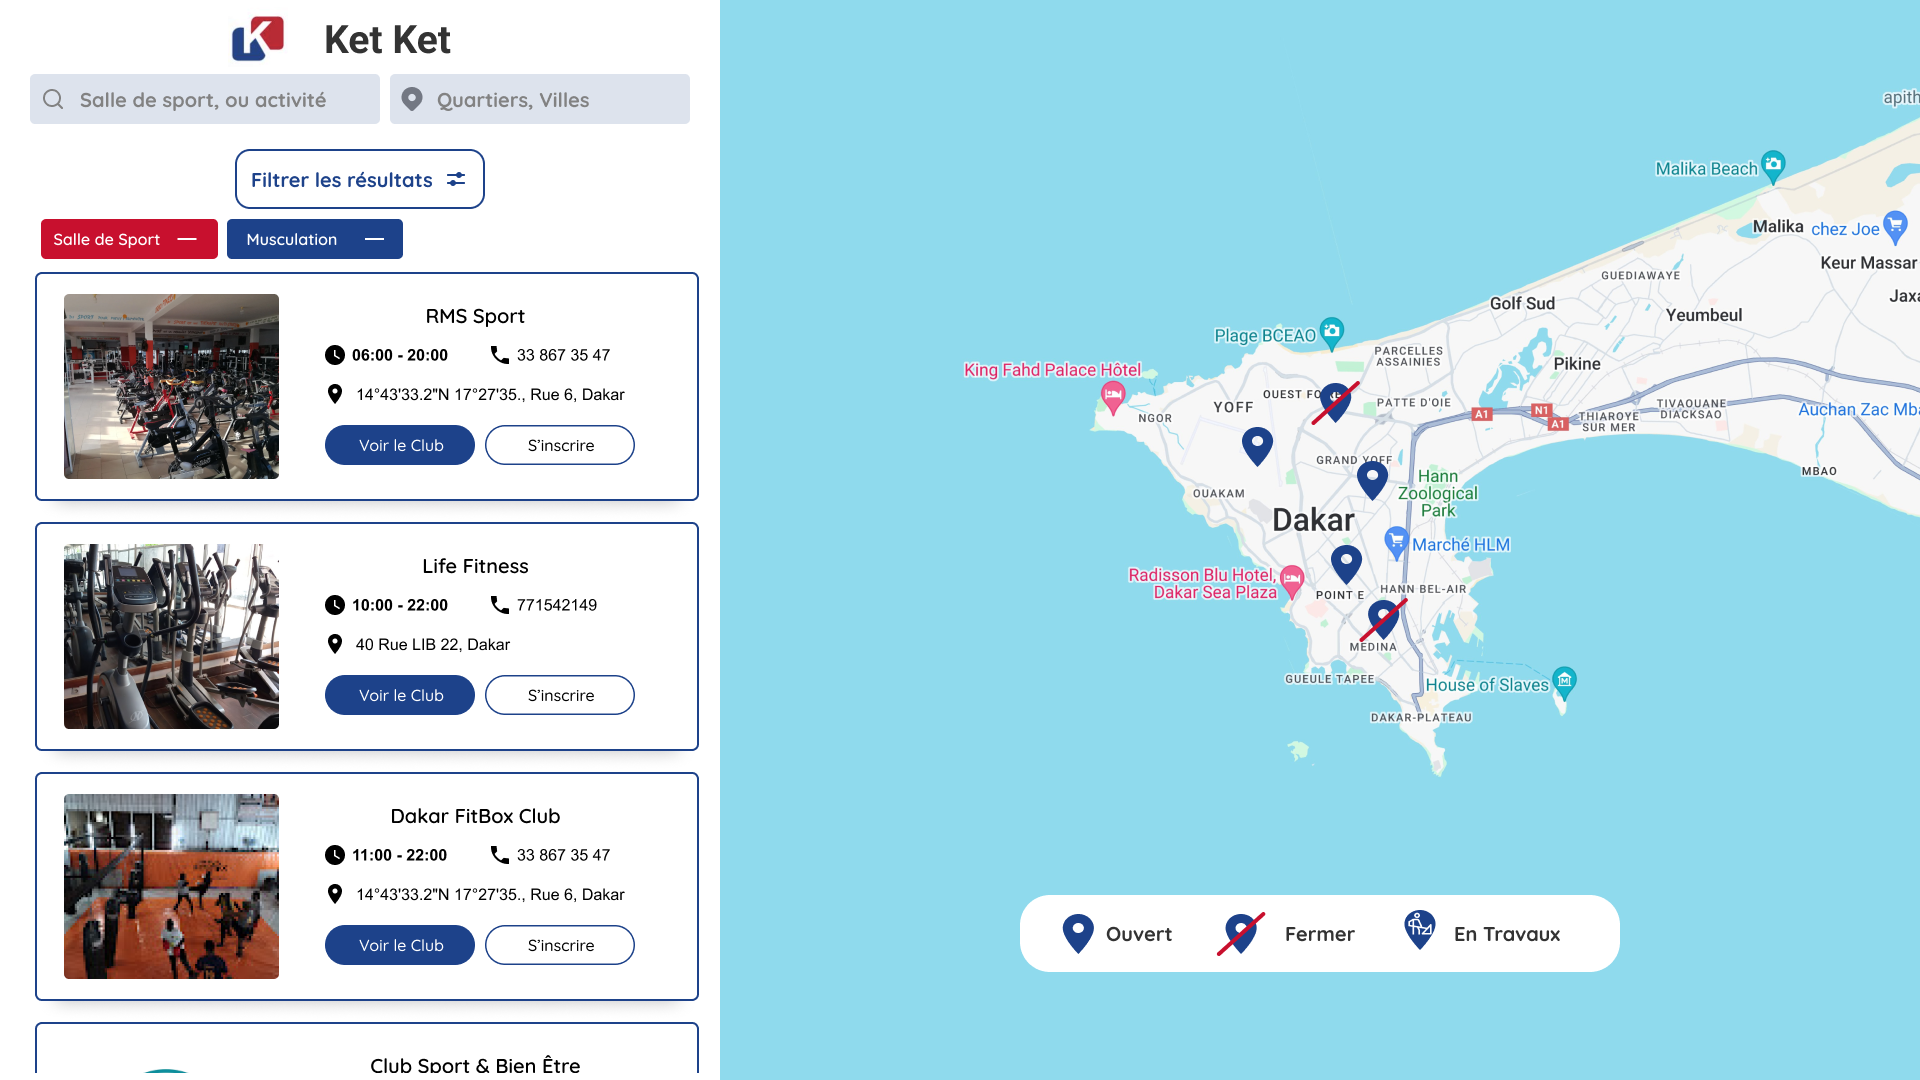 K
Ket Ket
Salle de sport, ou activité
Quartiers, Villes
Filtrer les résultats
Salle de Sport
Musculation
RMS Sport
06:00 - 20:00
33 867 35 47
14°43'33.2"N 17°27'35., Rue 6, Dakar
Voir le Club
S'inscrire
Life Fitness
10:00 - 22:00
771542149
40 Rue LIB 22, Dakar
Voir le Club
S'inscrire
Dakar FitBox Club
11:00 - 22:00
33 867 35 47
14°43'33.2"N 17°27'35., Rue 6, Dakar
Voir le Club
S'inscrire
Club Sport & Bien Être
apith
Malika Beach
Malika
chez Joe
Keur Massar
GUEDIAWAYE
Jaxa
Golf Sud
Yeumbeul
Plage BCEAO
PARCELLES
ASSAINIES
Pikine
King Fahd Palace Hôtel
OUEST
YOFF
NGOR
PATTE D'OIE
A1
N1
A1
THIAROYE
SUR MER
TIVAOUANE
DIACKSAO
Auchan Zac Mba
GRAND YOFF
MBAO
Hann
Zoological
Park
OUAKAM
Dakar
Marché HLM
Radisson Blu Hotel,
Dakar Sea Plaza
POINT E
HANN BEL-AIR
MEDINA
GUEULE TAPEE
House of Slaves
DAKAR-PLATEAU
Ouvert
Fermer
En Travaux